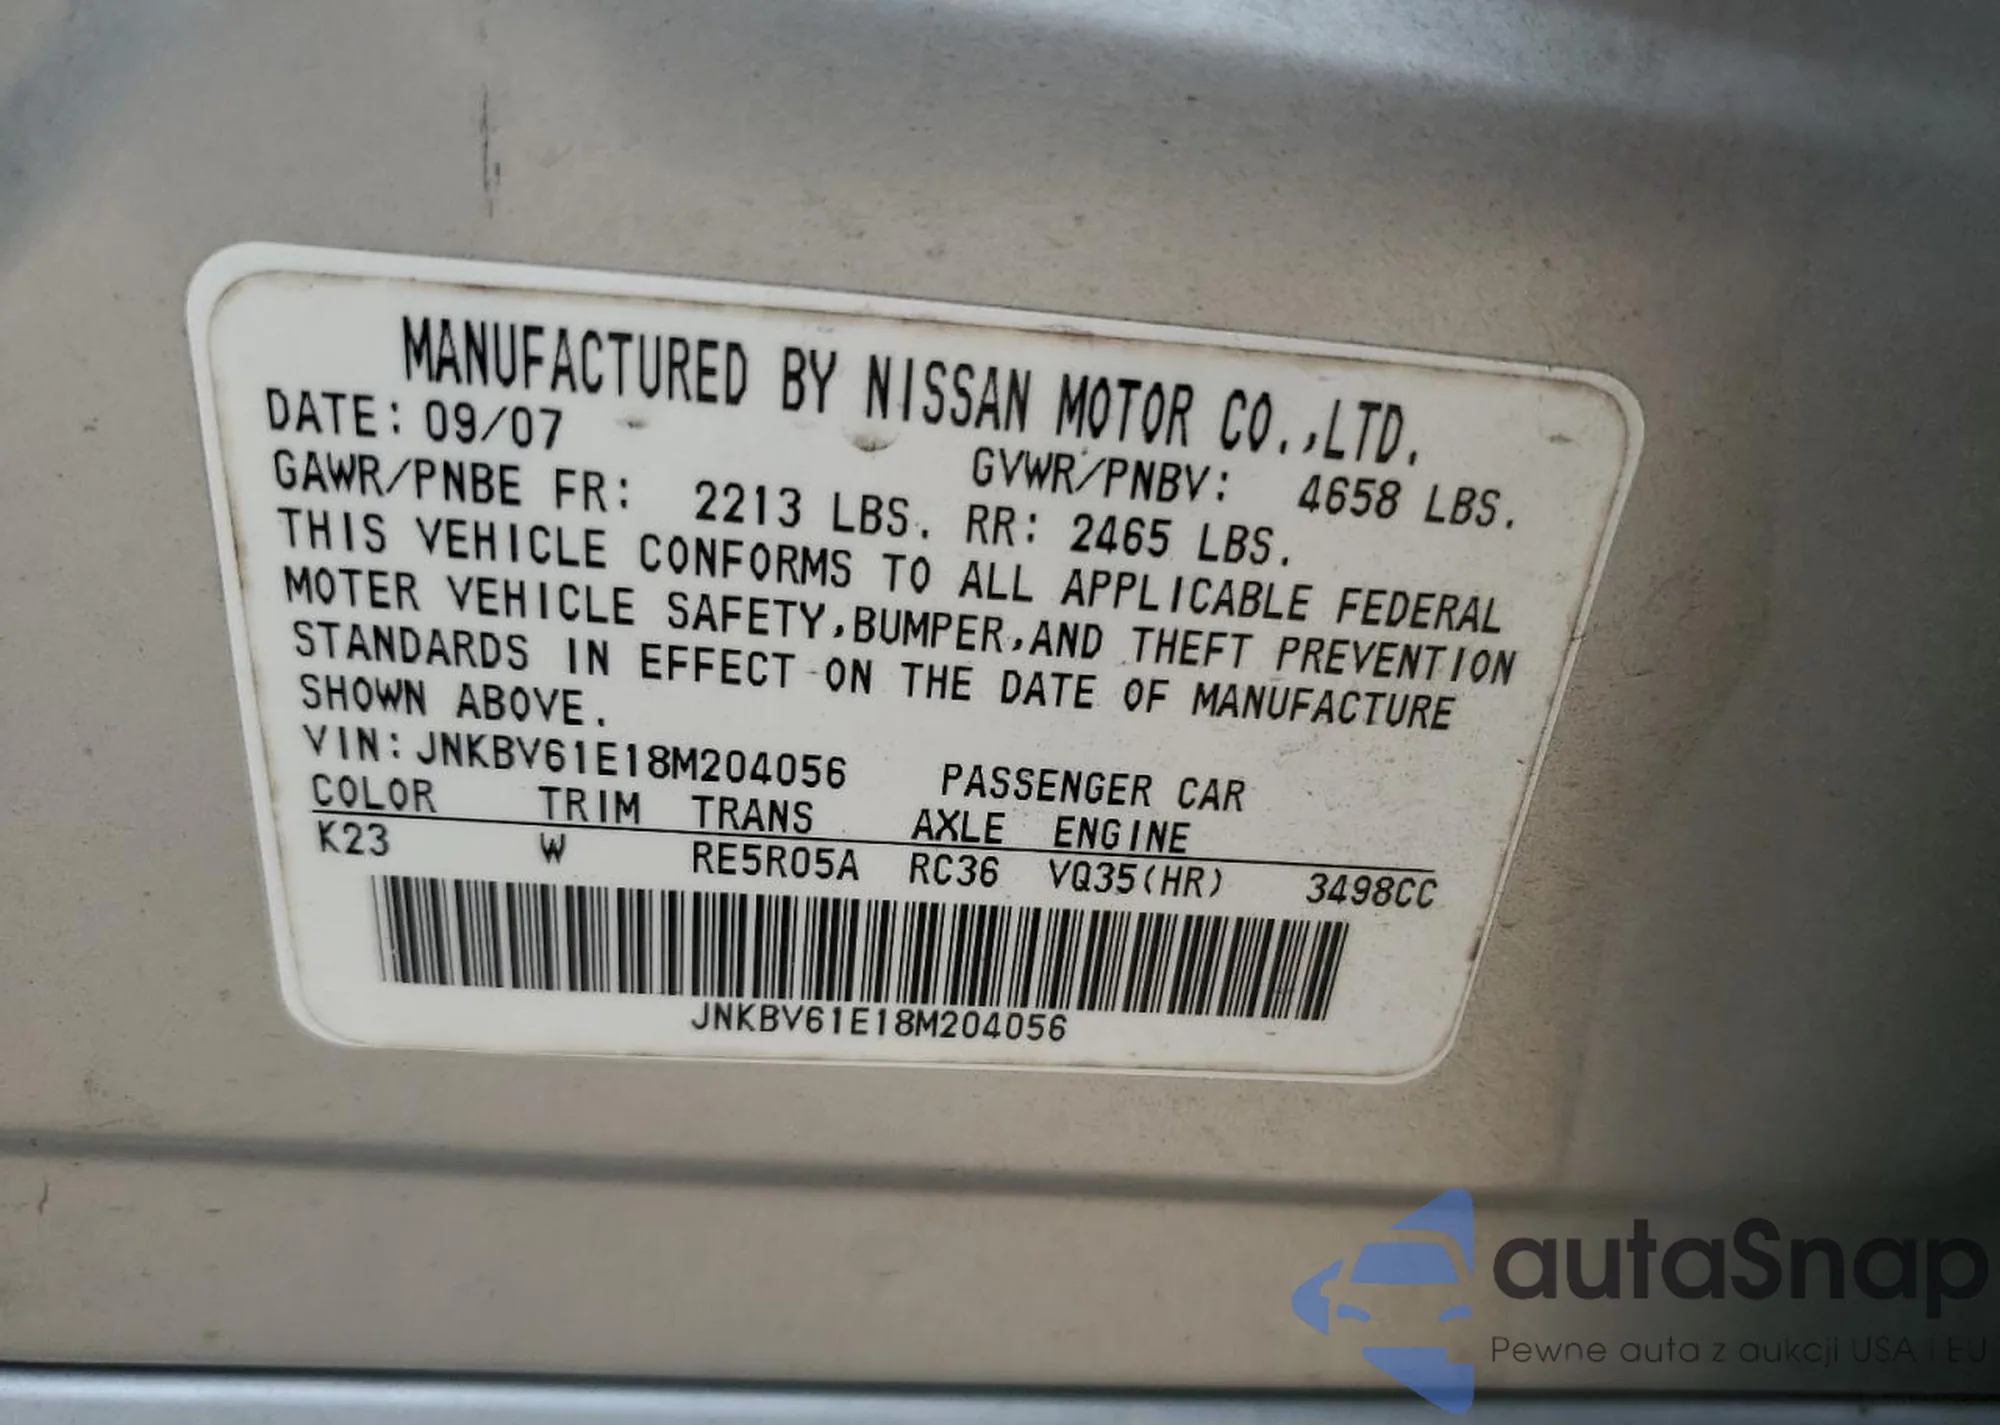 MANUFACTURED BY NISSAN MOTOR CO.,LTD.
DATE: 09/07 GVWR/PNBV: 4658 LBS.
GAWR/PNBE FR: 2213 LBS. RR: 2465 LBS.
THIS VEHICLE CONFORMS TO ALL APPLICABLE FEDERAL
MOTER VEHICLE SAFETY,BUMPER,AND THEFT PREVENTION
STANDARDS IN EFFECT ON THE DATE OF MANUFACTURE
SHOWN ABOVE.
VIN: JNKBV61E18M204056 PASSENGER CAR
COLOR TRIM TRANS AXLE ENGINE
K23 W RE5R05A RC36 VQ35(HR) 3498CC
JNKBV61E18M204056
autaSnap
Pewne auta z aukcji USA i EU